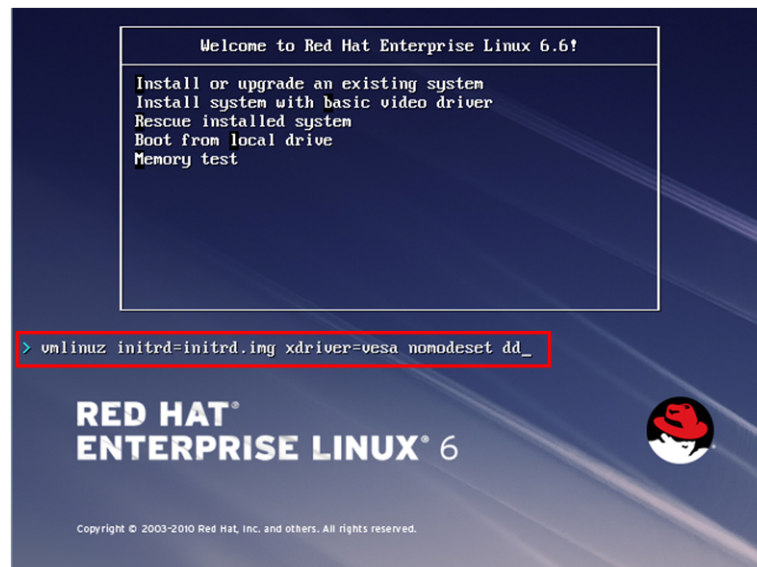 Welcome to Red Hat Enterprise Linux 6.6!
Install or upgrade an existing system
Install system with basic video driver
Rescue installed system
Boot from local drive
Memory test
> vmlinuz initrd=initrd.img xdriver=vesa nomodeset dd_
RED HAT®
ENTERPRISE LINUX® 6
Copyright © 2003-2010 Red Hat, Inc. and others. All rights reserved.